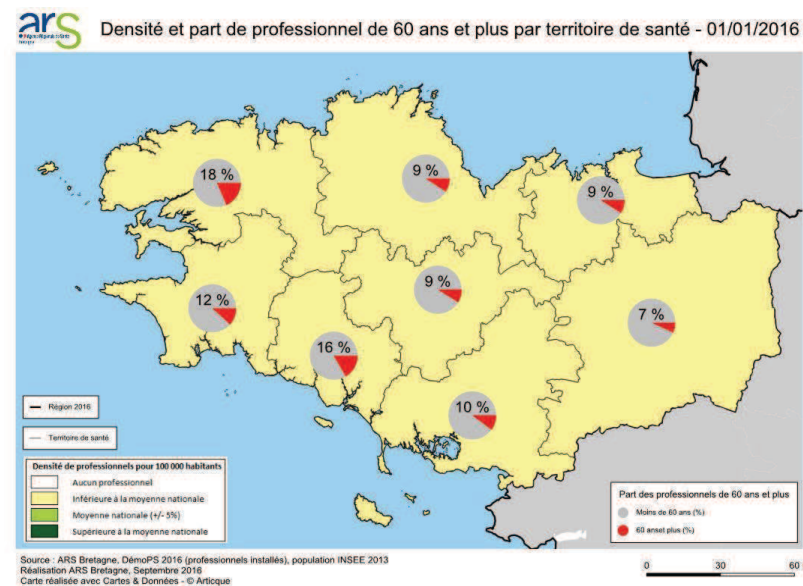 ars
Densité et part de professionnel de 60 ans et plus par territoire de santé - 01/01/2016
18 %
9 %
9 %
12 %
9 %
7 %
16 %
10 %
Région 2016
Territoire de santé
Densité de professionnels pour 100 000 habitants
Aucun professionnel
Inférieure à la moyenne nationale
Moyenne nationale (+/- 5%)
Supérieure à la moyenne nationale
Part des professionnels de 60 ans et plus
Moins de 60 ans (%)
60 anset plus (%)
Source : ARS Bretagne, DémoPS 2016 (professionnels installés), population INSEE 2013
Réalisation ARS Bretagne, Septembre 2016
Carte réalisée avec Cartes & Données - © Articque
0 30 60